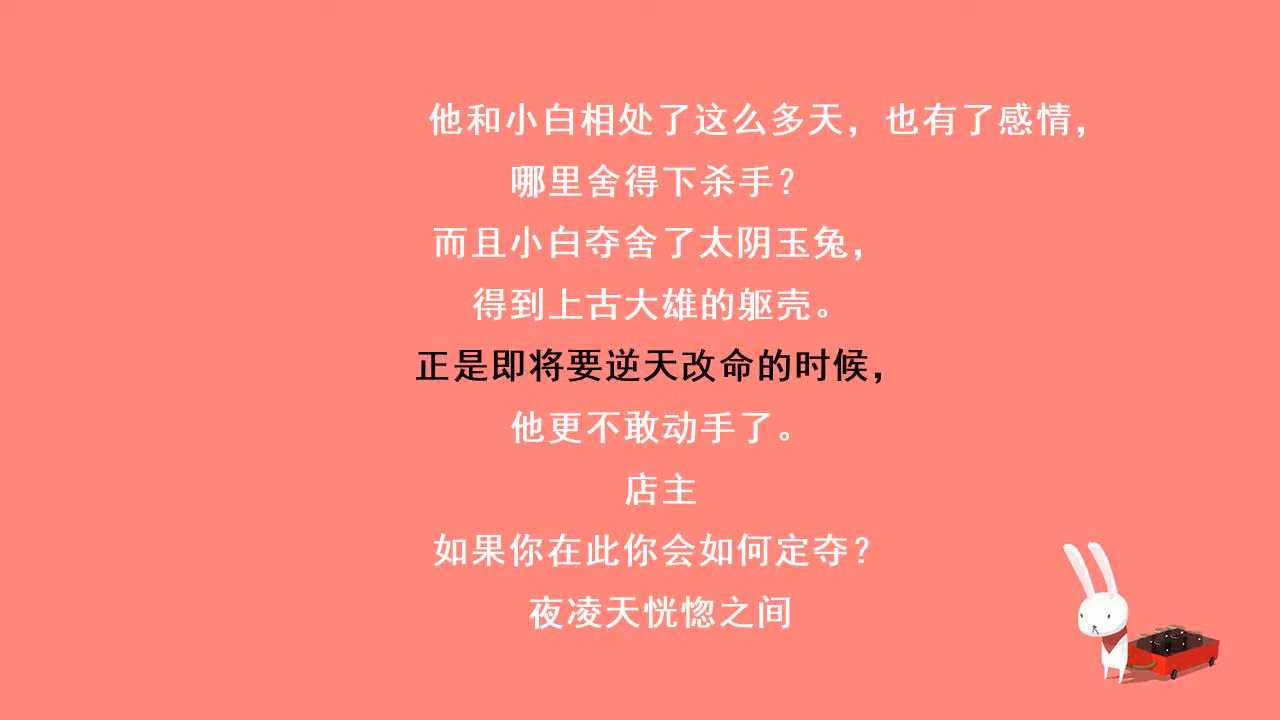 他和小白相处了这么多天，也有了感情，
哪里舍得下杀手？
而且小白夺舍了太阴玉兔，
得到上古大雄的躯壳。
正是即将要逆天改命的时候，
他更不敢动手了。
店主
如果你在此你会如何定夺？
夜凌天恍惚之间